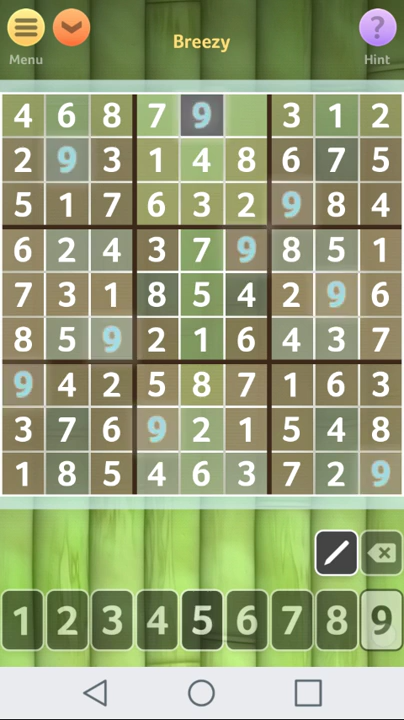 Breezy
Menu
?
Hint
4 6 8 7 9 3 1 2
2 9 3 1 4 8 6 7 5
5 1 7 6 3 2 9 8 4
6 2 4 3 7 9 8 5 1
7 3 1 8 5 4 2 9 6
8 5 9 2 1 6 4 3 7
9 4 2 5 8 7 1 6 3
3 7 6 9 2 1 5 4 8
1 8 5 4 6 3 7 2 9
1 2 3 4 5 6 7 8 9